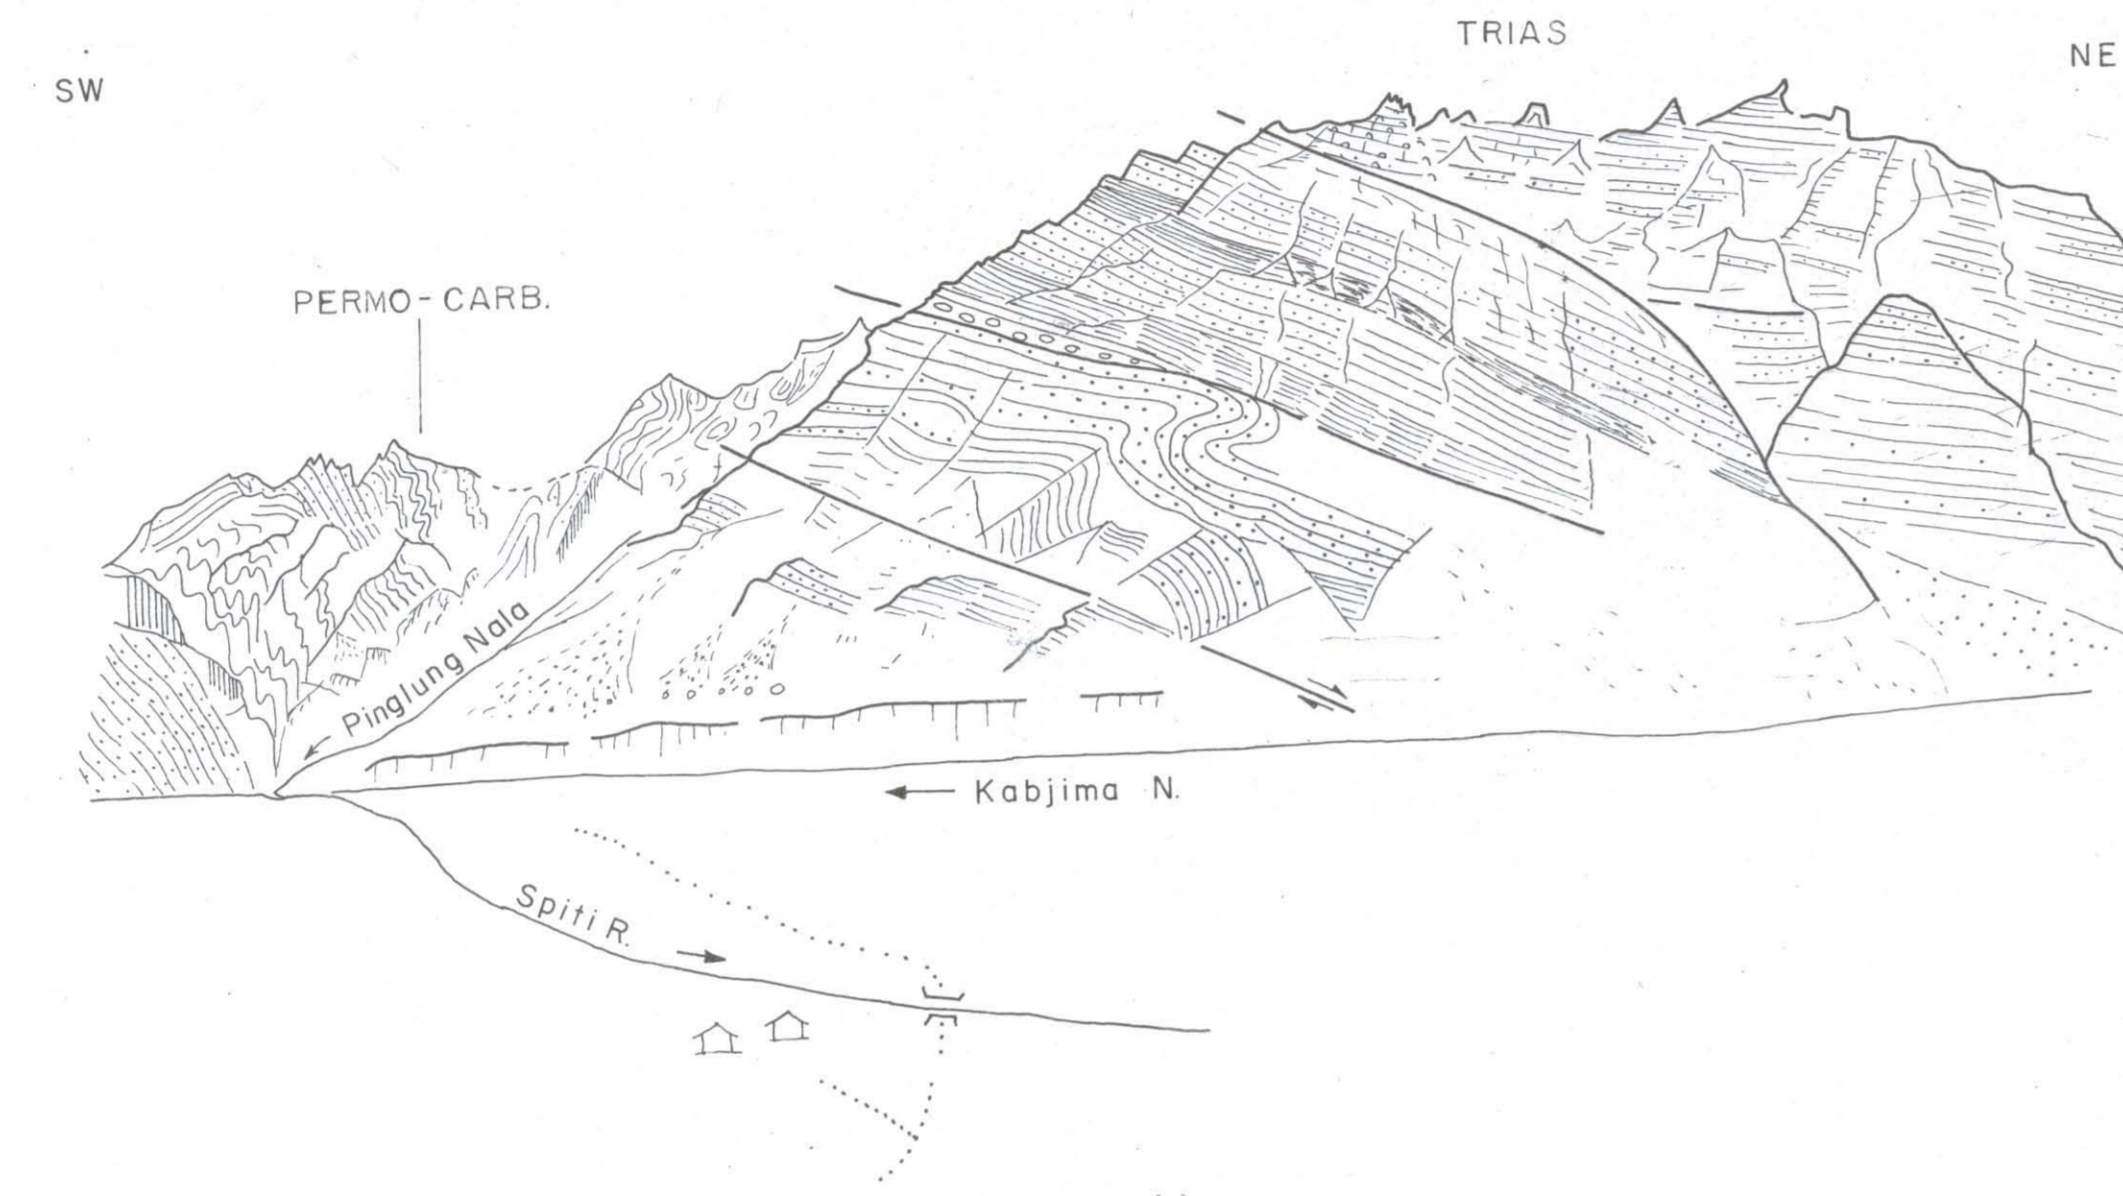 TRIAS
NE
SW
PERMO-CARB.
Pinglung Nala
Kabjima N.
Spiti R.